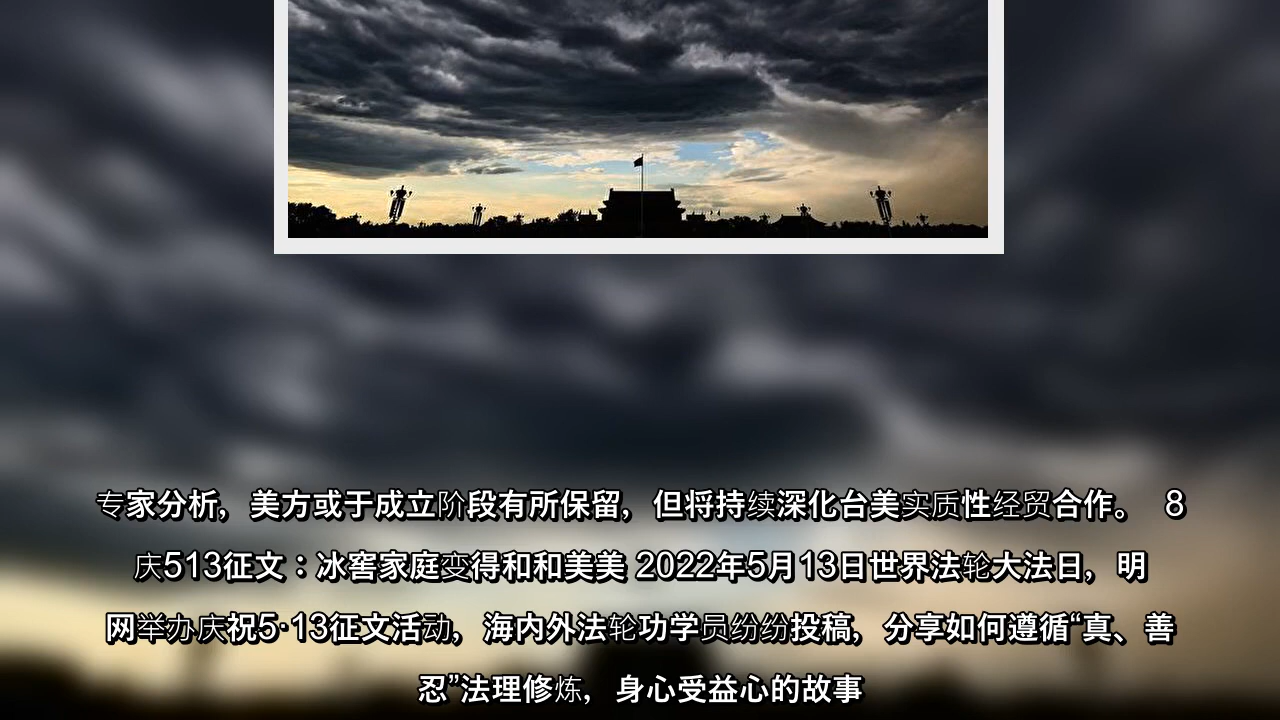 专家分析，美方或于成立阶段有所保留，但将持续深化台美实质性经贸合作。 8
庆513征文：冰窖家庭变得和和美美 2022年5月13日世界法轮大法日，明
网举办庆祝5·13征文活动，海内外法轮功学员纷纷投稿，分享如何遵循“真、善
忍”法理修炼，身心受益心的故事